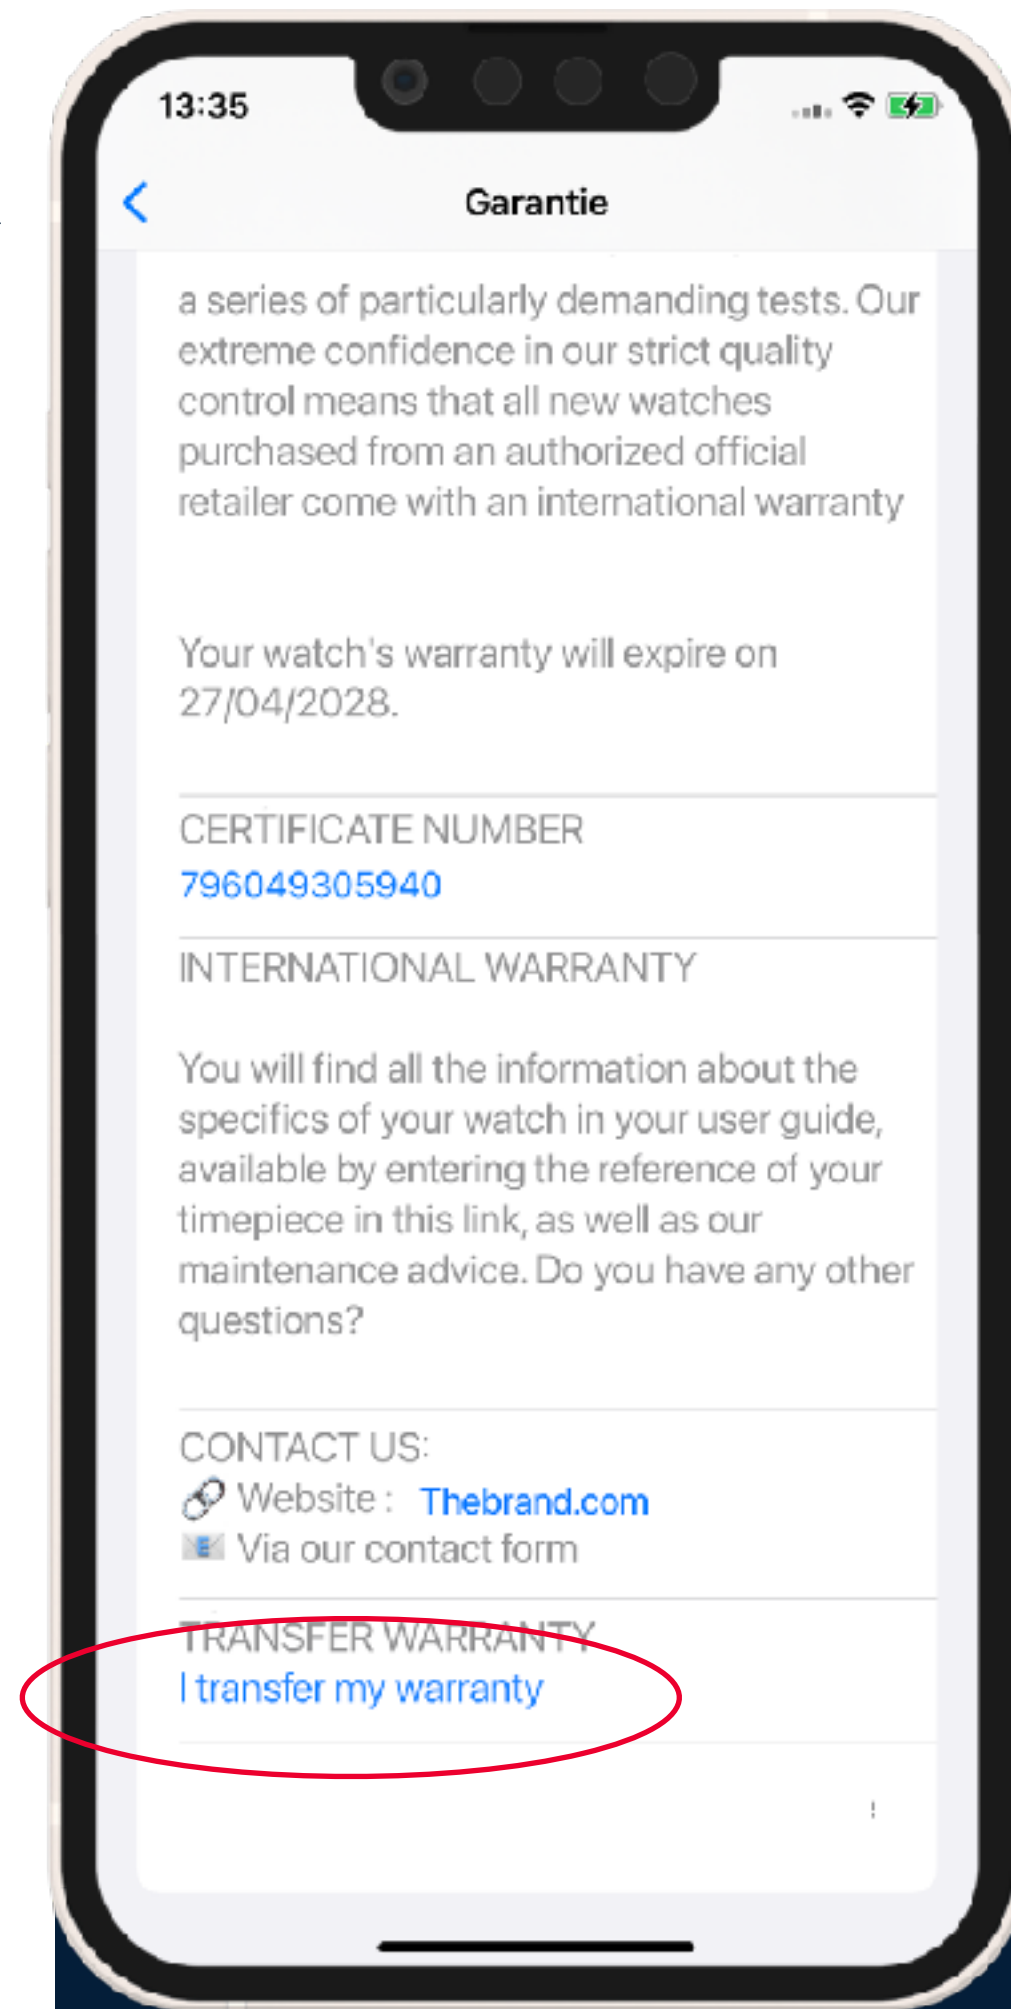 13:35
Garantie
a series of particularly demanding tests. Our
extreme confidence in our strict quality
control means that all new watches
purchased from an authorized official
retailer come with an international warranty
Your watch's warranty will expire on
27/04/2028.
CERTIFICATE NUMBER
796049305940
INTERNATIONAL WARRANTY
You will find all the information about the
specifics of your watch in your user guide,
available by entering the reference of your
timepiece in this link, as well as our
maintenance advice. Do you have any other
questions?
CONTACT US:
Website : Thebrand.com
Via our contact form
TRANSFER WARRANTY
I transfer my warranty